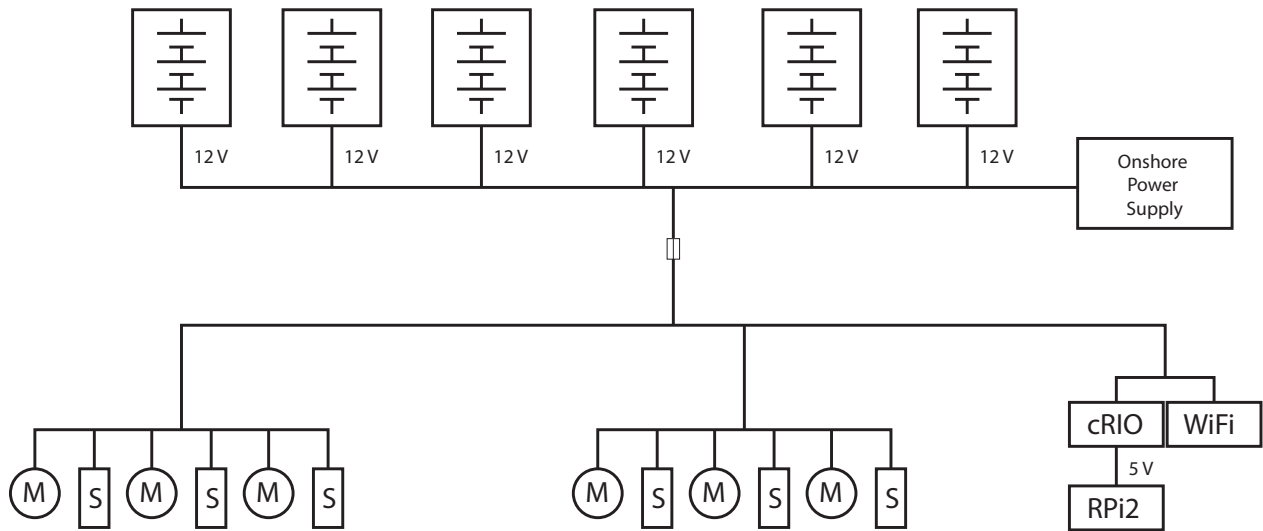 12 V
12 V
12 V
12 V
12 V
12 V
Onshore
Power
Supply
cRIO
WiFi
M
S
M
S
M
S
M
S
M
S
M
S
5 V
RPi2